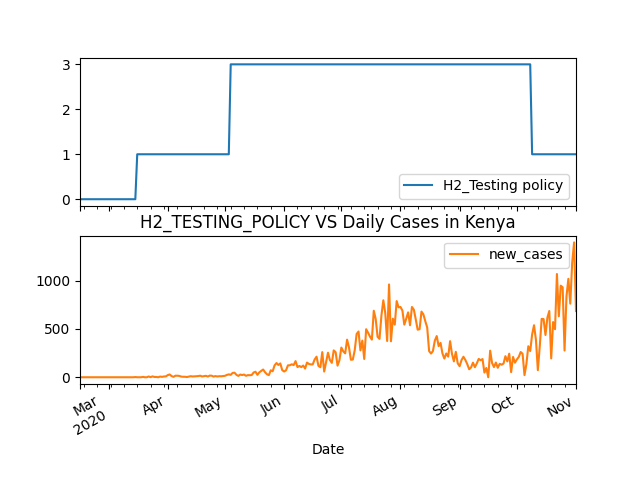 3
2
1
0
H2_Testing policy
H2_TESTING_POLICY VS Daily Cases in Kenya
new_cases
1000
500
0
Mar
2020
Apr
May
Jun
Jul
Aug
Sep
Oct
Nov
Date